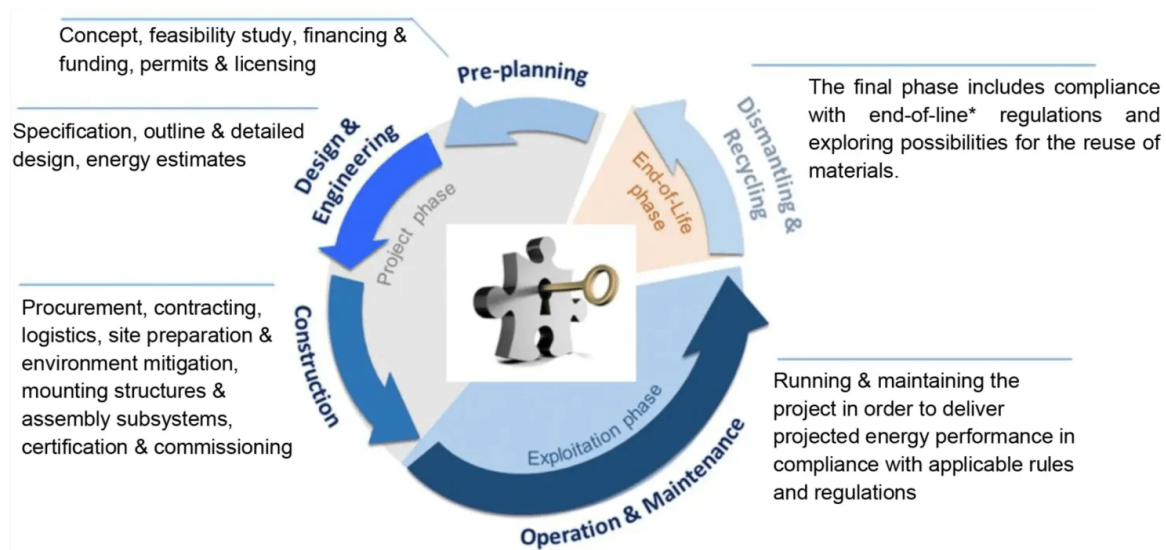 Concept, feasibility study, financing &
funding, permits & licensing
Pre-planning
Specification, outline & detailed
design, energy estimates
Design &
Engineering
Project phase
Procurement, contracting,
logistics, site preparation &
environment mitigation,
mounting structures &
assembly subsystems,
certification & commissioning
Construction
Exploitation phase
Operation & Maintenance
Running & maintaining the
project in order to deliver
projected energy performance in
compliance with applicable rules
and regulations
End-of-Life
phase
Dismantling &
Recycling
The final phase includes compliance
with end-of-line* regulations and
exploring possibilities for the reuse of
materials.